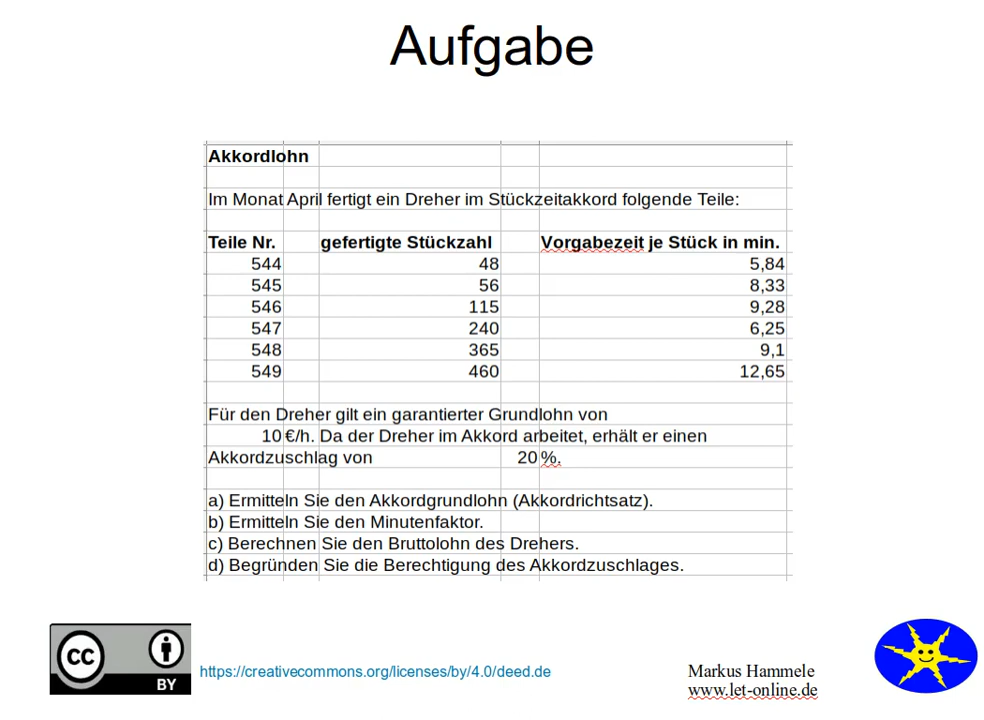 Aufgabe
Akkordlohn
Im Monat April fertigt ein Dreher im Stückzeitakkord folgende Teile:
Teile Nr. gefertigte Stückzahl Vorgabezeit je Stück in min.
544 48 5,84
545 56 8,33
546 115 9,28
547 240 6,25
548 365 9,1
549 460 12,65
Für den Dreher gilt ein garantierter Grundlohn von
10 €/h. Da der Dreher im Akkord arbeitet, erhält er einen
Akkordzuschlag von 20 %.
a) Ermitteln Sie den Akkordgrundlohn (Akkordrichtsatz).
b) Ermitteln Sie den Minutenfaktor.
c) Berechnen Sie den Bruttolohn des Drehers.
d) Begründen Sie die Berechtigung des Akkordzuschlages.
CC
BY
https://creativecommons.org/licenses/by/4.0/deed.de
Markus Hammele
www.let-online.de